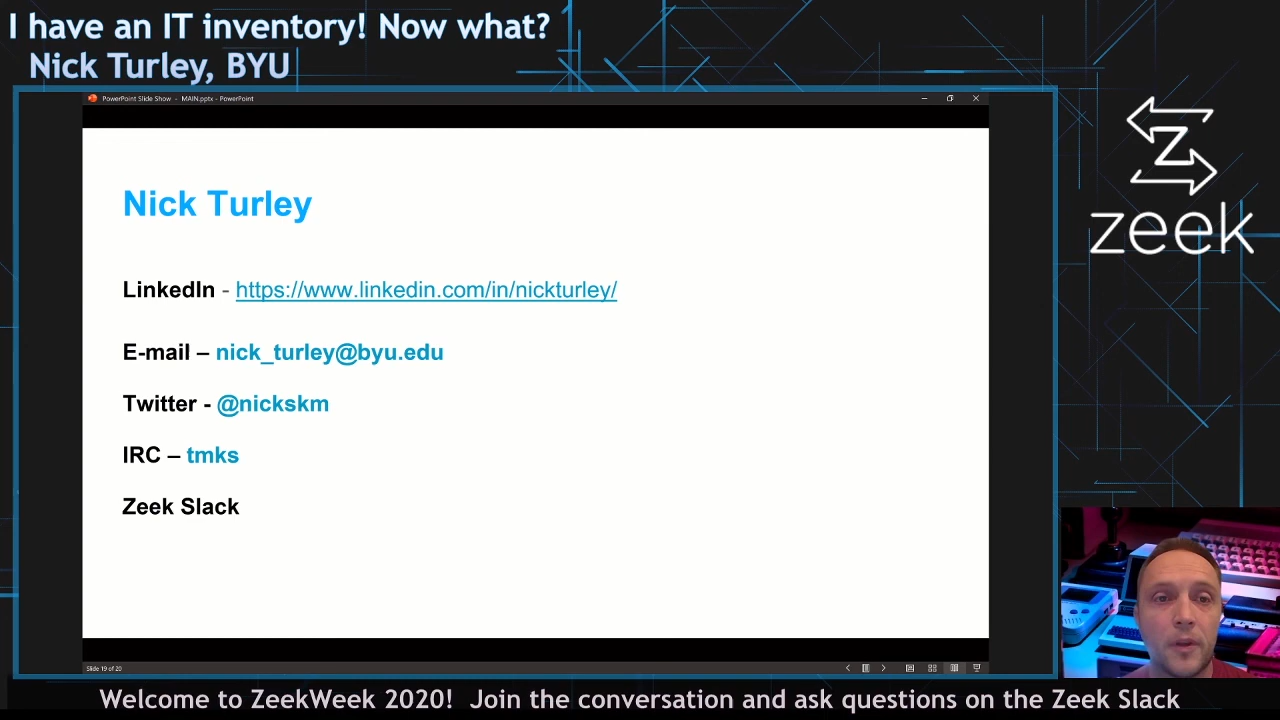 I have an IT inventory! Now what?
Nick Turley, BYU
PowerPoint Slide Show - MAIN.pptx - PowerPoint
Nick Turley
LinkedIn - https://www.linkedin.com/in/nickturley/
E-mail – nick_turley@byu.edu
Twitter - @nickskm
IRC – tmks
Zeek Slack
Slide 19 of 20
Z
zeek
Welcome to ZeekWeek 2020! Join the conversation and ask questions on the Zeek Slack